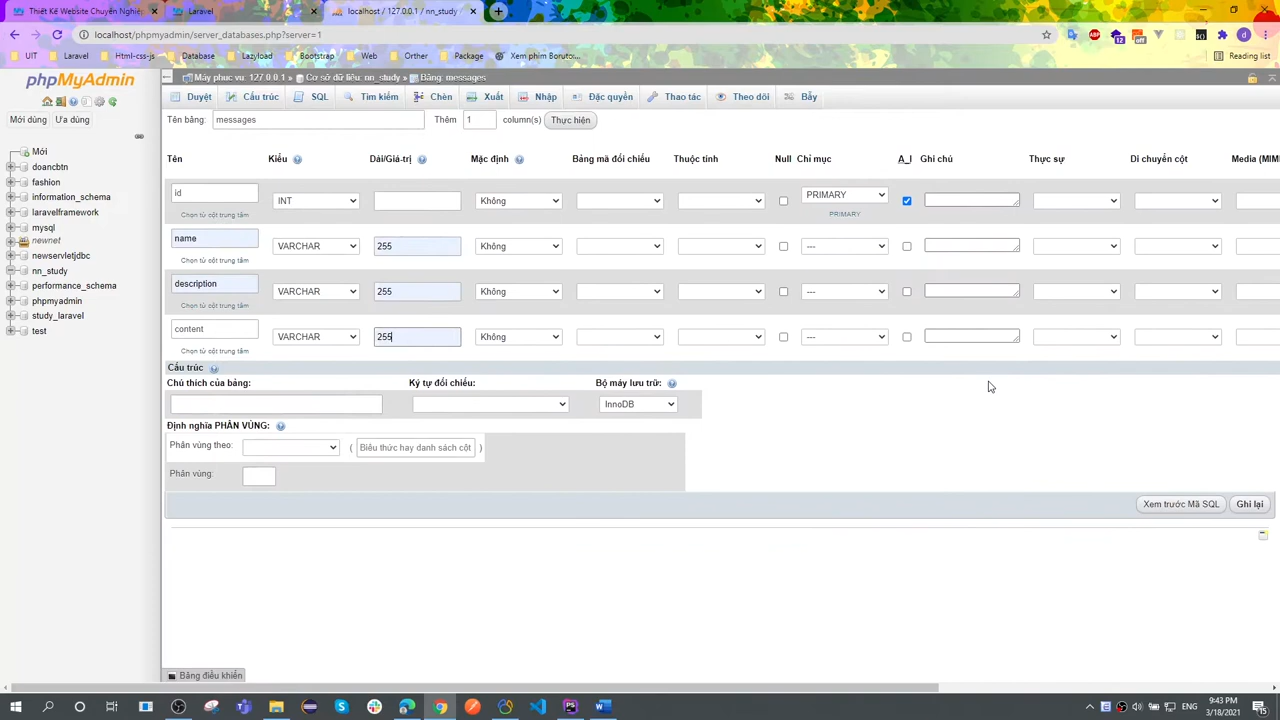 Thiết Kế Website Chuyên Nghiệp
Laravel
localhost / 127.0.0.1 / nn_study
localhost/phpmyadmin/server_databases.php?server=1
UIT
Laravel
Html-css-js
Database
Layzload
Bootstrap
Web
Orther
Package
Xem phim Boruto...
Reading list
phpMyAdmin
Máy phục vụ: 127.0.0.1 » Cơ sở dữ liệu: nn_study » Bảng: messages
Duyệt
Cấu trúc
SQL
Tìm kiếm
Chèn
Xuất
Nhập
Đặc quyền
Thao tác
Theo dõi
Bẫy
Mới dùng
Ưa dùng
Tên bảng:
messages
Thêm
1
column(s)
Thực hiện
Mới
doancbtn
fashion
information_schema
laravelframework
mysql
newnet
newservletjdbc
nn_study
performance_schema
phpmyadmin
study_laravel
test
Tên
Kiểu
Dài/Giá-trị
Mặc định
Bảng mã đối chiếu
Thuộc tính
Null
Chỉ mục
A_I
Ghi chú
Thực sự
Di chuyển cột
Media (MIM
id
INT
Không
PRIMARY
Chọn từ cột trung tâm
PRIMARY
name
VARCHAR
255
Không
---
Chọn từ cột trung tâm
description
VARCHAR
255
Không
---
Chọn từ cột trung tâm
content
VARCHAR
255
Không
---
Chọn từ cột trung tâm
Cấu trúc
Chú thích của bảng:
Ký tự đối chiếu:
Bộ máy lưu trữ:
InnoDB
Định nghĩa PHÂN VÙNG:
Phân vùng theo:
( Biểu thức hay danh sách cột )
Phân vùng:
Xem trước Mã SQL
Ghi lại
Bảng điều khiển
ENG
9:43 PM
3/18/2021
15